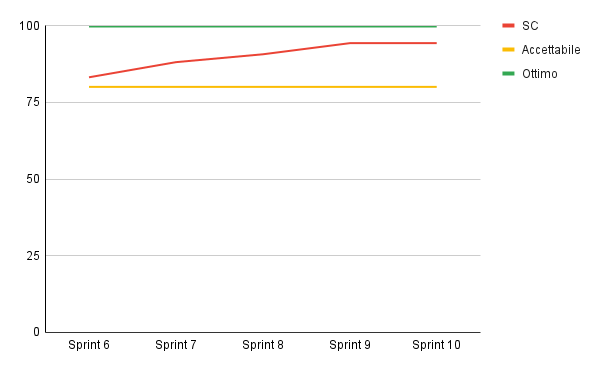 100
75
50
25
0
Sprint 6 Sprint 7 Sprint 8 Sprint 9 Sprint 10
SC
Accettabile
Ottimo